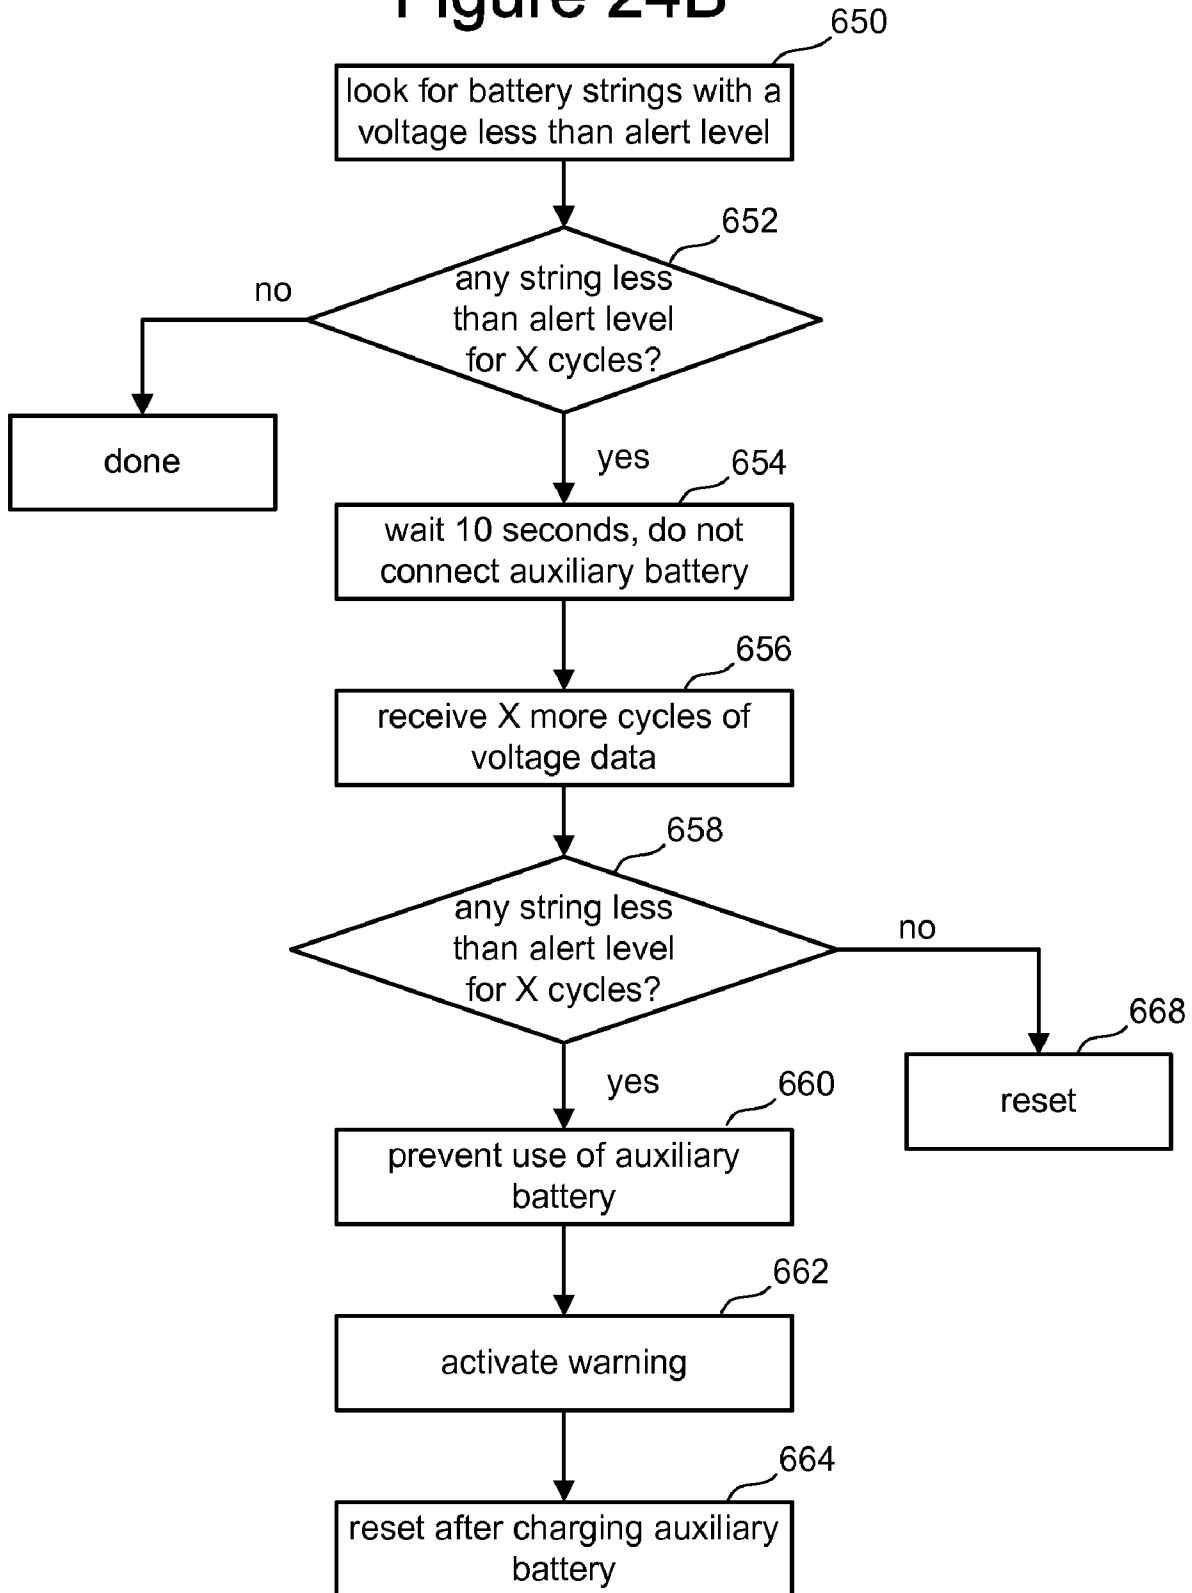 Figure 24B
650
look for battery strings with a
voltage less than alert level
652
any string less
than alert level
for X cycles?
no
done
yes
654
wait 10 seconds, do not
connect auxiliary battery
656
receive X more cycles of
voltage data
658
any string less
than alert level
for X cycles?
no
668
reset
yes
660
prevent use of auxiliary
battery
662
activate warning
664
reset after charging auxiliary
battery